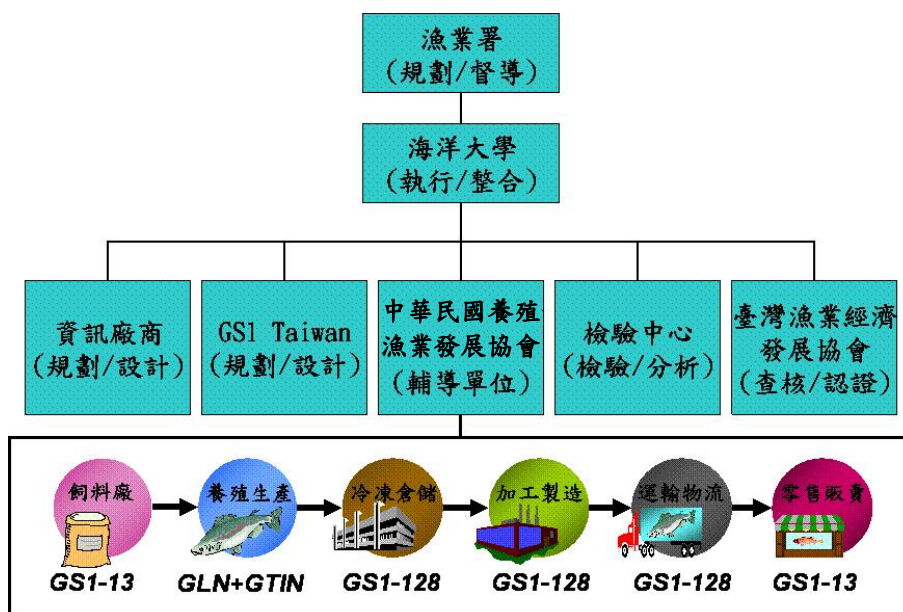 漁業署
(規劃/督導)
海洋大學
(執行/整合)
資訊廠商
(規劃/設計)
GS1 Taiwan
(規劃/設計)
中華民國養殖
漁業發展協會
(輔導單位)
檢驗中心
(檢驗/分析)
臺灣漁業經濟
發展協會
(查核/認證)
飼料廠
養殖生產
冷凍倉儲
加工製造
運輸物流
零售販賣
GS1-13
GLN+GTIN
GS1-128
GS1-128
GS1-128
GS1-13